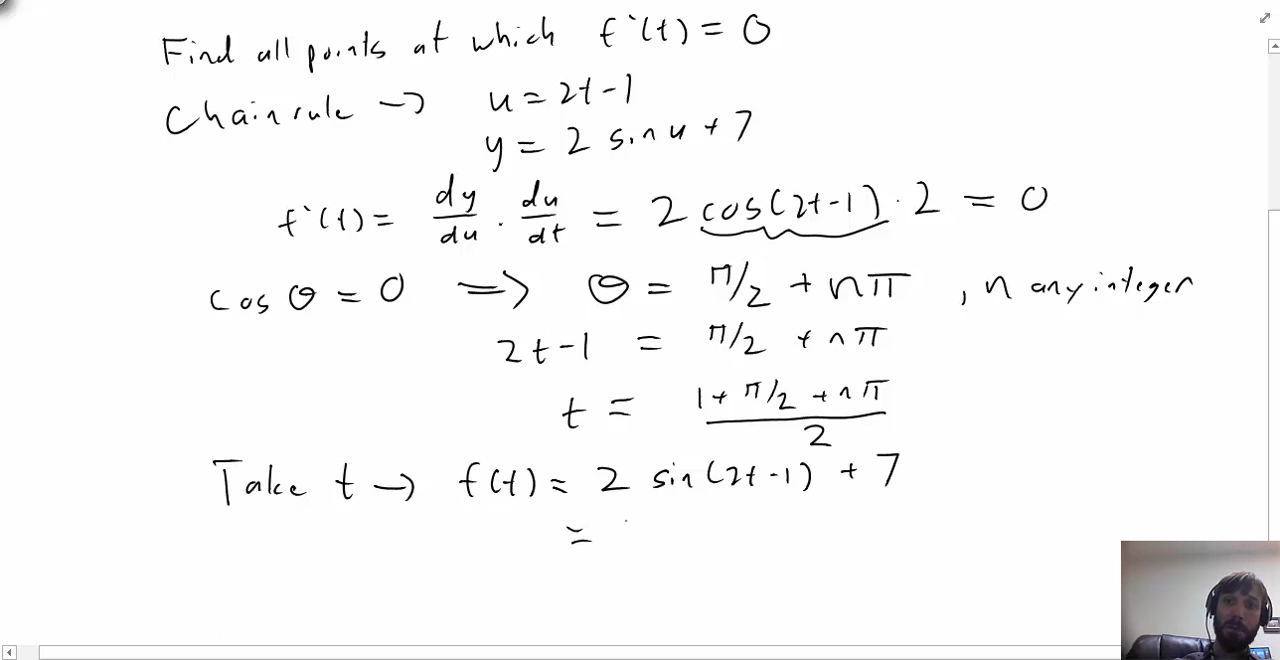 Find all points at which f'(t) = 0
Chain rule → u = 2t - 1
y = 2 sin u + 7
f'(t) = dy/du · du/dt = 2 cos(2t-1) · 2 = 0
cos θ = 0 ⟹ θ = π/2 + nπ , n any integer
2t - 1 = π/2 + nπ
t = (1 + π/2 + nπ)/2
Take t → f(t) = 2 sin(2t-1) + 7
=